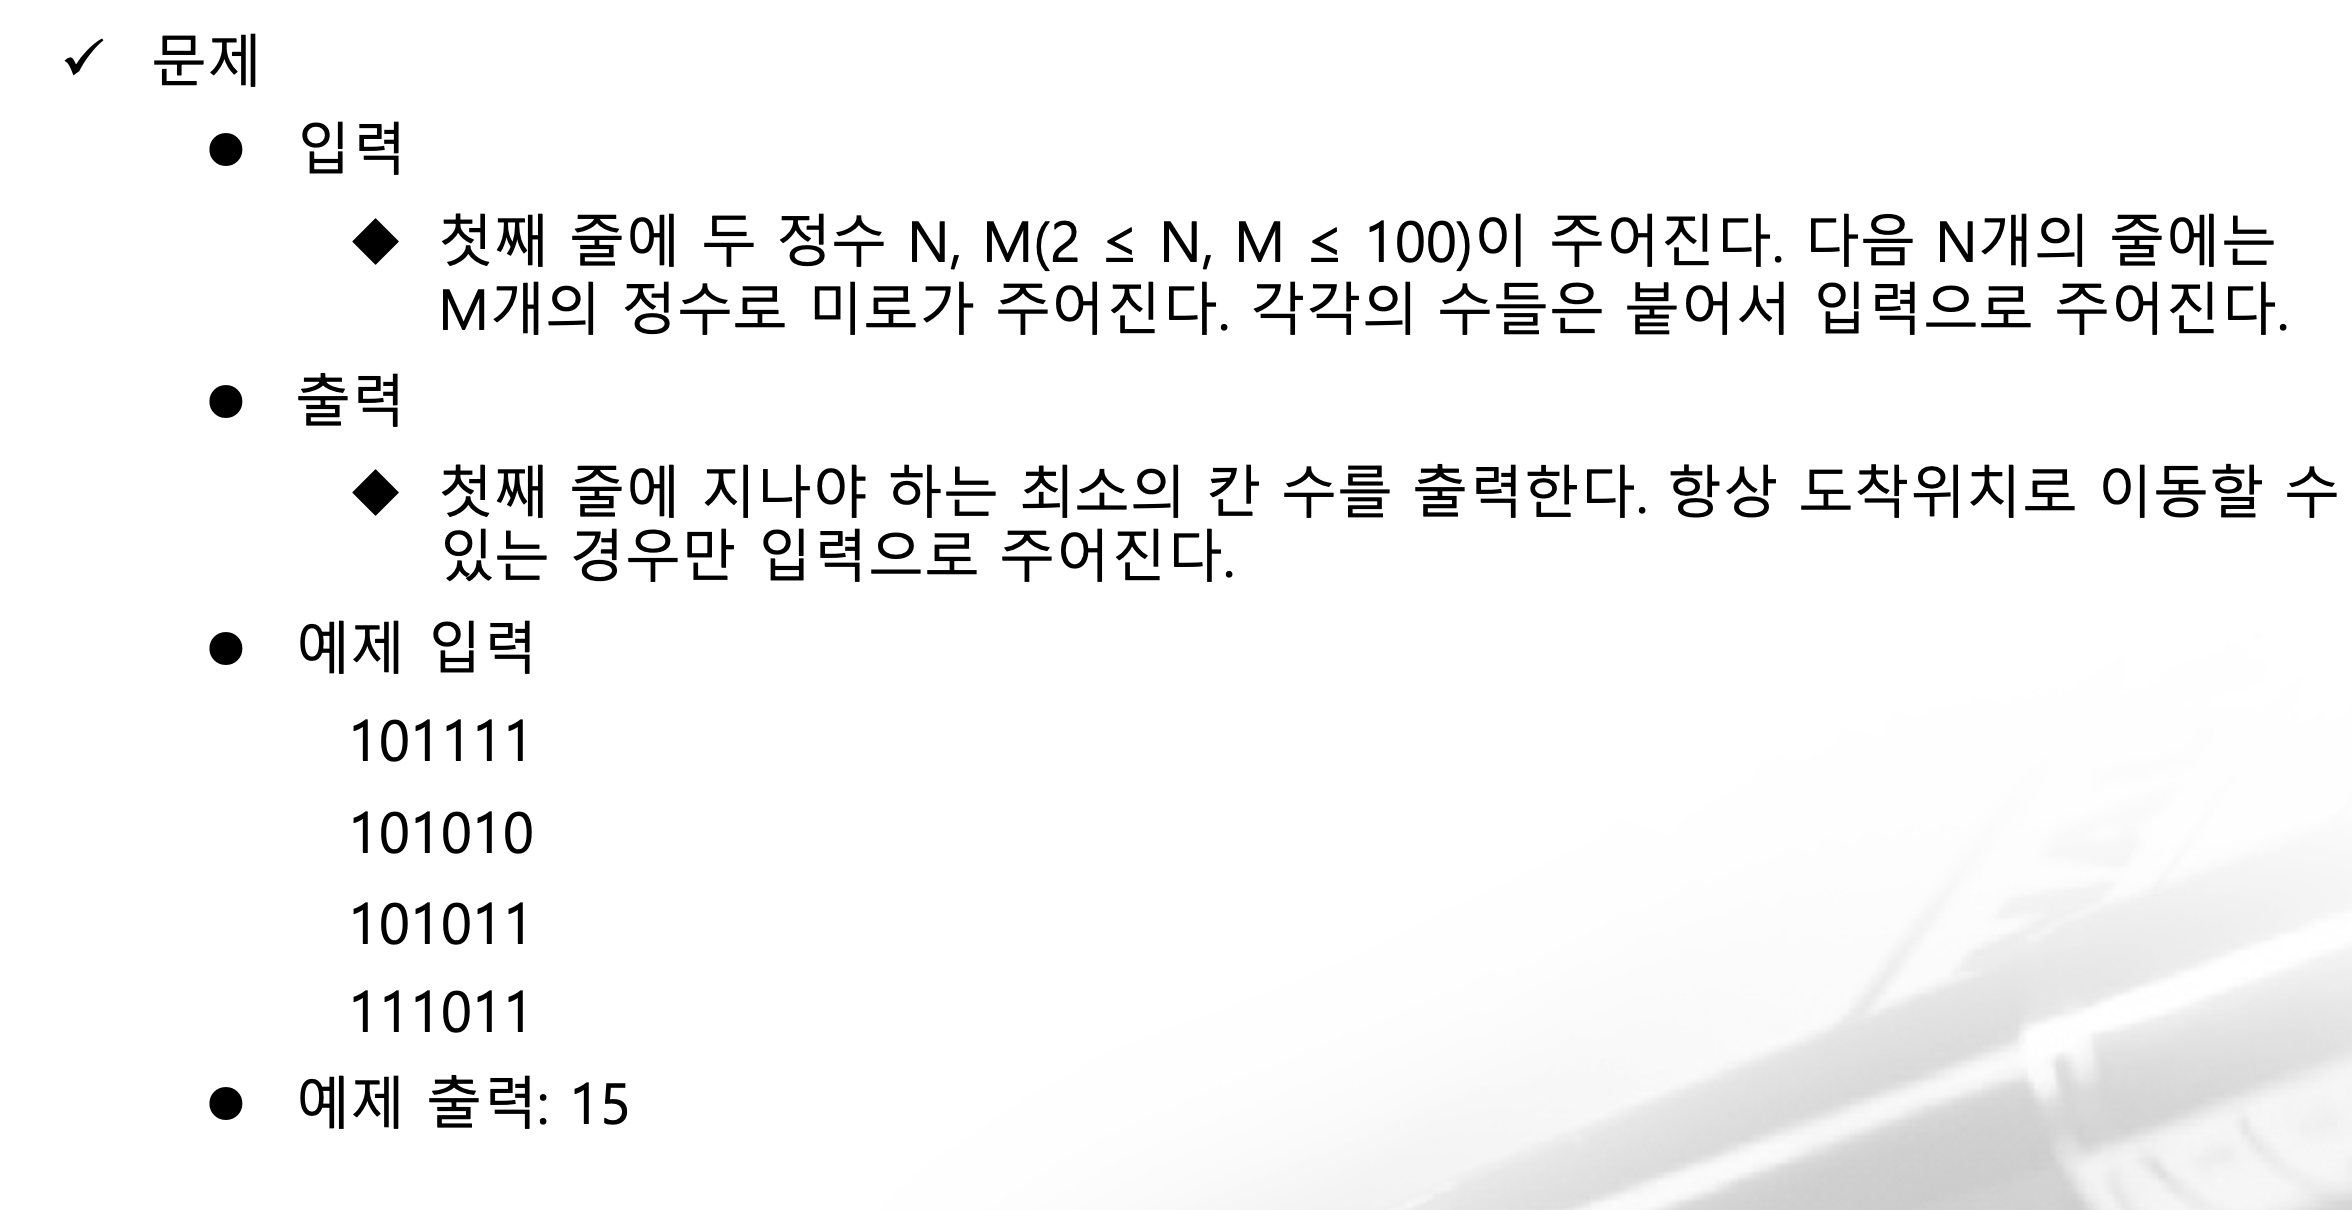 ✓ 문제
● 입력
◆ 첫째 줄에 두 정수 N, M(2 ≤ N, M ≤ 100)이 주어진다. 다음 N개의 줄에는
M개의 정수로 미로가 주어진다. 각각의 수들은 붙어서 입력으로 주어진다.
● 출력
◆ 첫째 줄에 지나야 하는 최소의 칸 수를 출력한다. 항상 도착위치로 이동할 수
있는 경우만 입력으로 주어진다.
● 예제 입력
101111
101010
101011
111011
● 예제 출력: 15